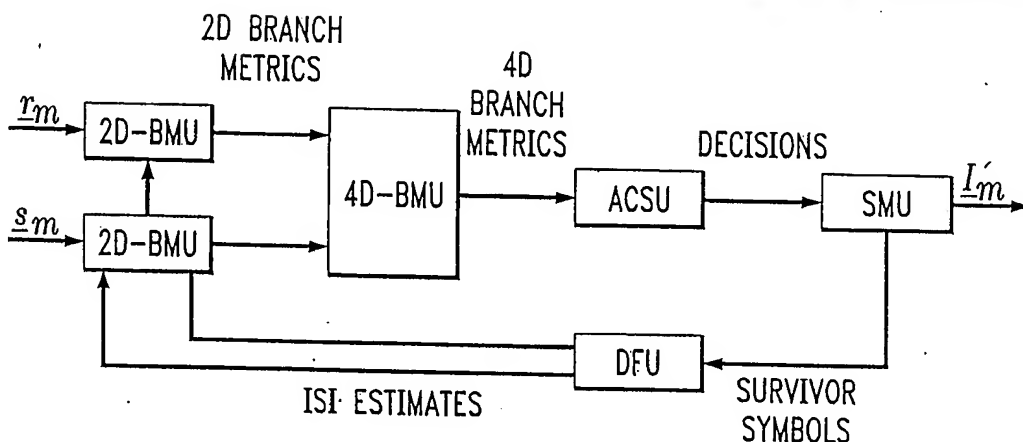 2D BRANCH
METRICS
4D
BRANCH
METRICS
DECISIONS
r_m
2D-BMU
4D-BMU
ACSU
SMU
I'_m
s_m
2D-BMU
DFU
ISI ESTIMATES
SURVIVOR
SYMBOLS